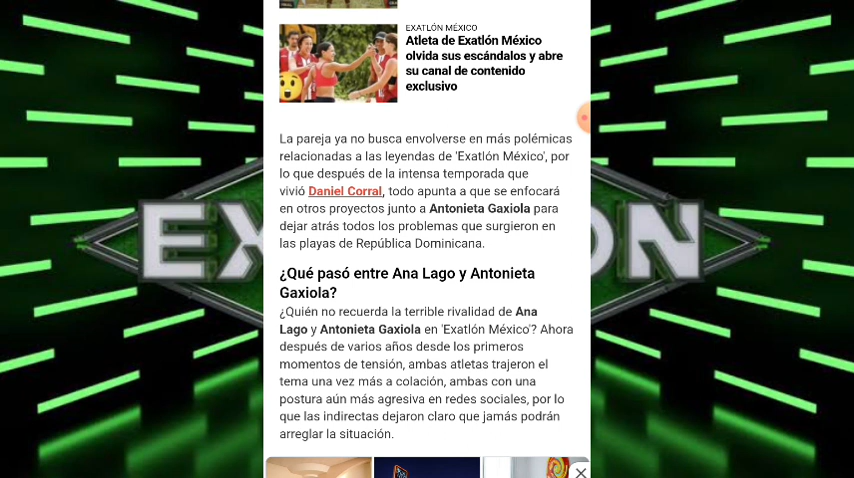 EXATLÓN MÉXICO
Atleta de Exatlón México
olvida sus escándalos y abre
su canal de contenido
exclusivo
La pareja ya no busca envolverse en más polémicas
relacionadas a las leyendas de 'Exatlón México', por
lo que después de la intensa temporada que
vivió Daniel Corral, todo apunta a que se enfocará
en otros proyectos junto a Antonieta Gaxiola para
dejar atrás todos los problemas que surgieron en
las playas de República Dominicana.
¿Qué pasó entre Ana Lago y Antonieta
Gaxiola?
¿Quién no recuerda la terrible rivalidad de Ana
Lago y Antonieta Gaxiola en 'Exatlón México'? Ahora
después de varios años desde los primeros
momentos de tensión, ambas atletas trajeron el
tema una vez más a colación, ambas con una
postura aún más agresiva en redes sociales, por lo
que las indirectas dejaron claro que jamás podrán
arreglar la situación.
EX
ON